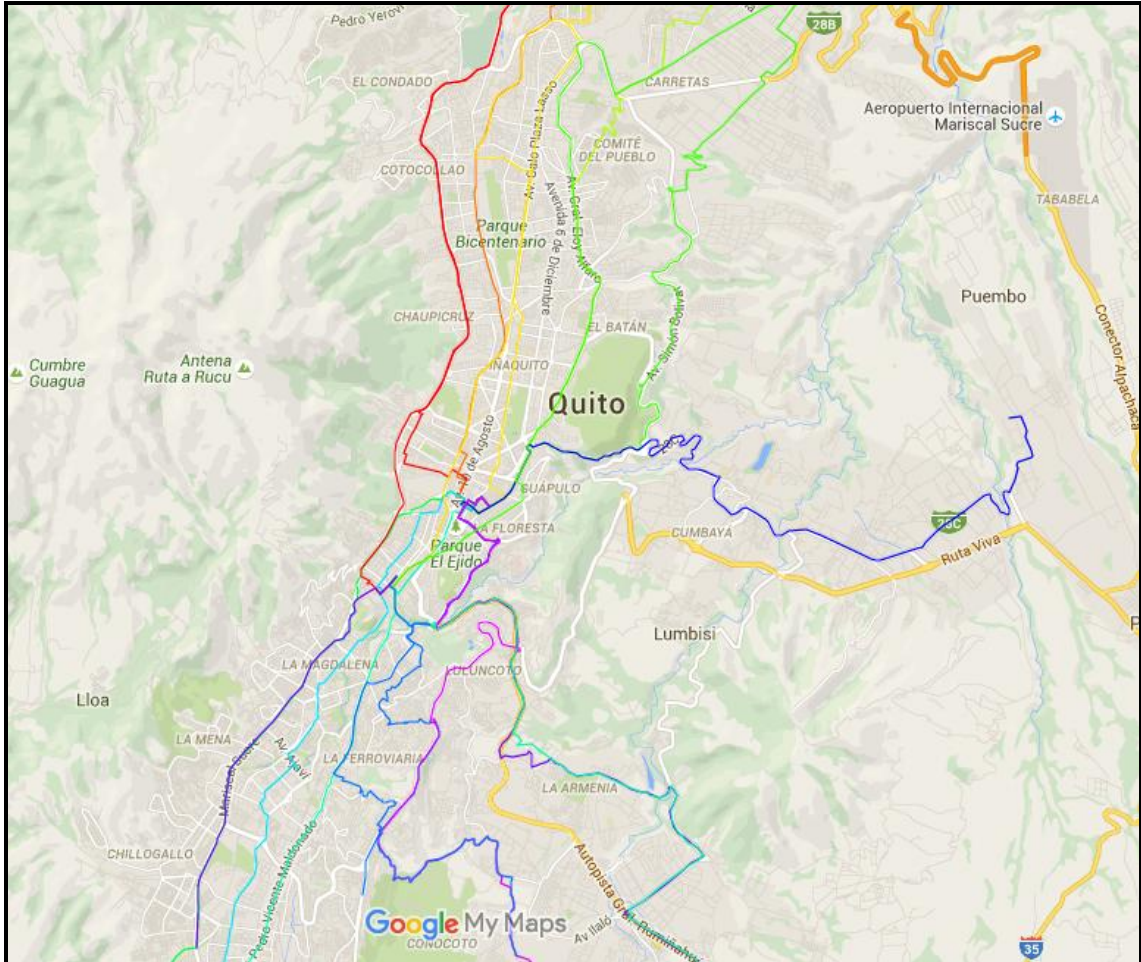 Pedro Yerovi
28B
EL CONDADO
CARRETAS
Av. Galo Plaza Lasso
Aeropuerto Internacional
Mariscal Sucre
COMITÉ
DEL PUEBLO
COTOCOLLAO
Av. Gral. Eloy Alfaro
Avenida 6 de Diciembre
TABABELA
Parque
Bicentenario
Puembo
Av. Simón Bolívar
Conector Alpachaca
CHAUPICRUZ
EL BATÁN
Cumbre
Guagua
Antena
Ruta a Rucu
IÑAQUITO
Quito
28C
GUÁPULO
LA FLORESTA
28C
CUMBAYA
Parque
El Ejido
Ruta Viva
Lumbisi
LA MAGDALENA
LULUNCOTO
Lloa
LA MENA
Av. Ajaví
LA FERROVIARIA
Mariscal Sucre
LA ARMENIA
CHILLOGALLO
Pedro Vicente Maldonado
Autopista Gral. Rumiñahui
Google My Maps
Av Ilaló
CONOCOTO
35